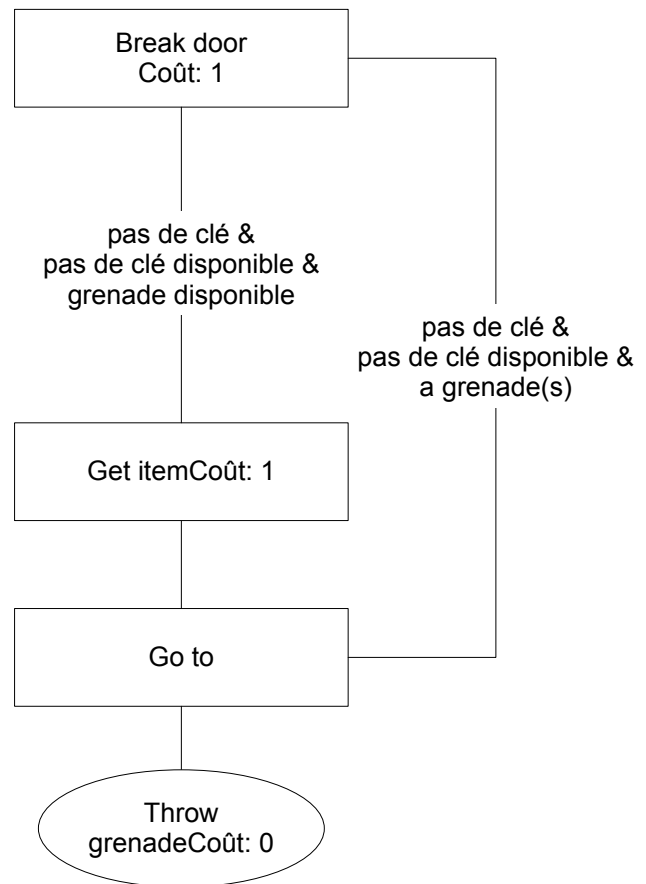 Break door
Coût: 1
pas de clé &
pas de clé disponible &
grenade disponible
pas de clé &
pas de clé disponible &
a grenade(s)
Get itemCoût: 1
Go to
Throw
grenadeCoût: 0